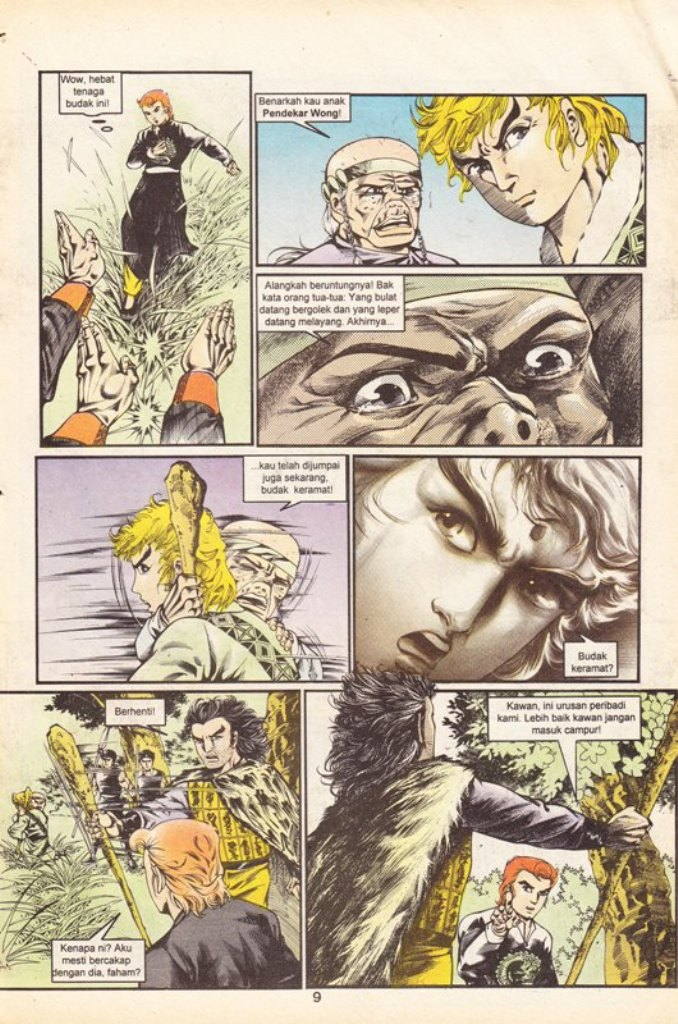 Wow, hebat
tenaga
budak ini!
Benarkah kau anak
Pendekar Wong!
Alangkah beruntungnya! Bak
kata orang tua-tua: Yang bulat
datang bergolek dan yang leper
datang melayang. Akhirnya...
...kau telah dijumpai
juga sekarang,
budak keramat!
Budak
keramat?
Berhenti!
Kenapa ni? Aku
mesti bercakap
dengan dia, faham?
Kawan, ini urusan peribadi
kami. Lebih baik kawan jangan
masuk campur!
9